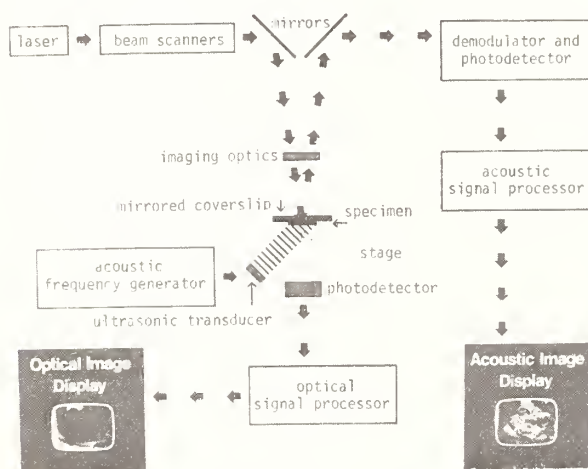 mirrors
laser
beam scanners
demodulator and
photodetector
imaging optics
acoustic
signal processor
mirrored coverslip
specimen
stage
acoustic
frequency generator
photodetector
ultrasonic transducer
Optical Image
Display
optical
signal processor
Acoustic Image
Display